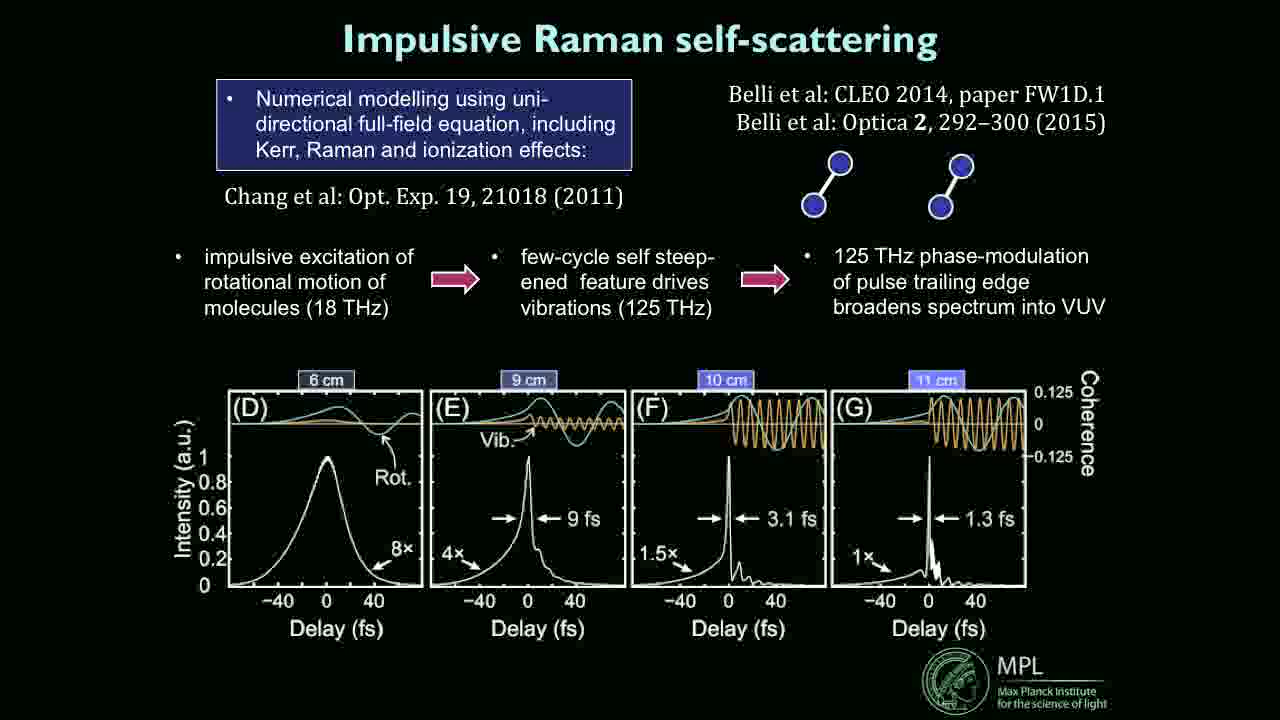 Impulsive Raman self-scattering
• Numerical modelling using uni-
directional full-field equation, including
Kerr, Raman and ionization effects:
Chang et al: Opt. Exp. 19, 21018 (2011)
Belli et al: CLEO 2014, paper FW1D.1
Belli et al: Optica 2, 292–300 (2015)
• impulsive excitation of
rotational motion of
molecules (18 THz)
• few-cycle self steep-
ened feature drives
vibrations (125 THz)
• 125 THz phase-modulation
of pulse trailing edge
broadens spectrum into VUV
6 cm
9 cm
10 cm
11 cm
(D)
(E)
(F)
(G)
Rot.
Vib.
0.125
0
−0.125
Coherence
Intensity (a.u.)
1
0.8
0.6
0.4
0.2
0
8×
4×
9 fs
1.5×
3.1 fs
1×
1.3 fs
−40 0 40
−40 0 40
−40 0 40
−40 0 40
Delay (fs)
Delay (fs)
Delay (fs)
Delay (fs)
MPL
Max Planck Institute
for the science of light